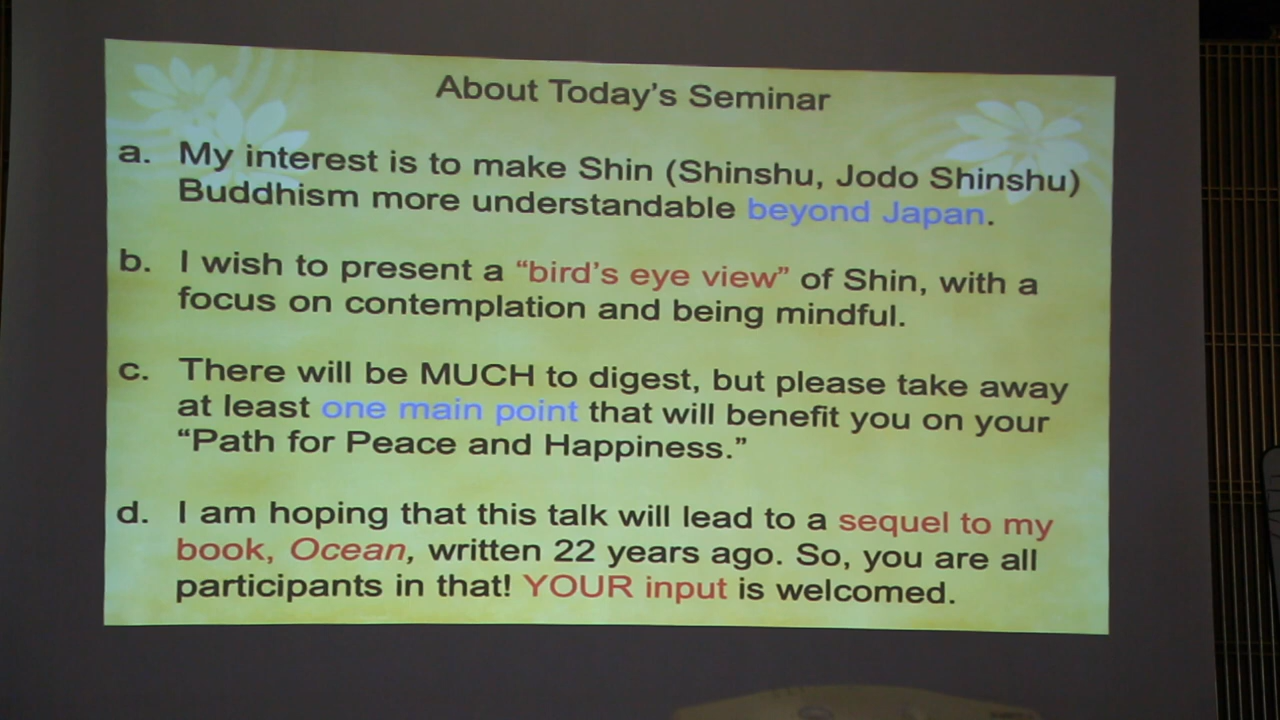 About Today's Seminar
a. My interest is to make Shin (Shinshu, Jodo Shinshu)
Buddhism more understandable beyond Japan.
b. I wish to present a “bird's eye view” of Shin, with a
focus on contemplation and being mindful.
c. There will be MUCH to digest, but please take away
at least one main point that will benefit you on your
“Path for Peace and Happiness.”
d. I am hoping that this talk will lead to a sequel to my
book, Ocean, written 22 years ago. So, you are all
participants in that! YOUR input is welcomed.